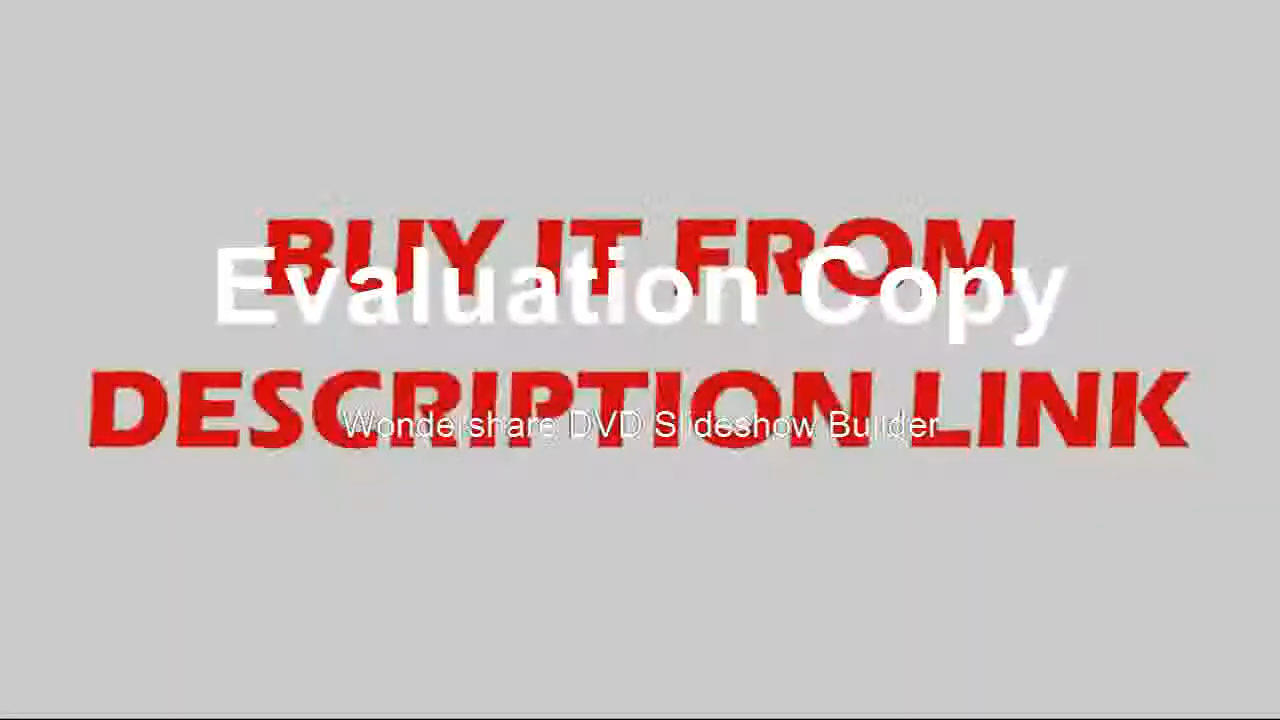 BUY IT FROM
Evaluation Copy
DESCRIPTION LINK
Wondershare DVD Slideshow Builder